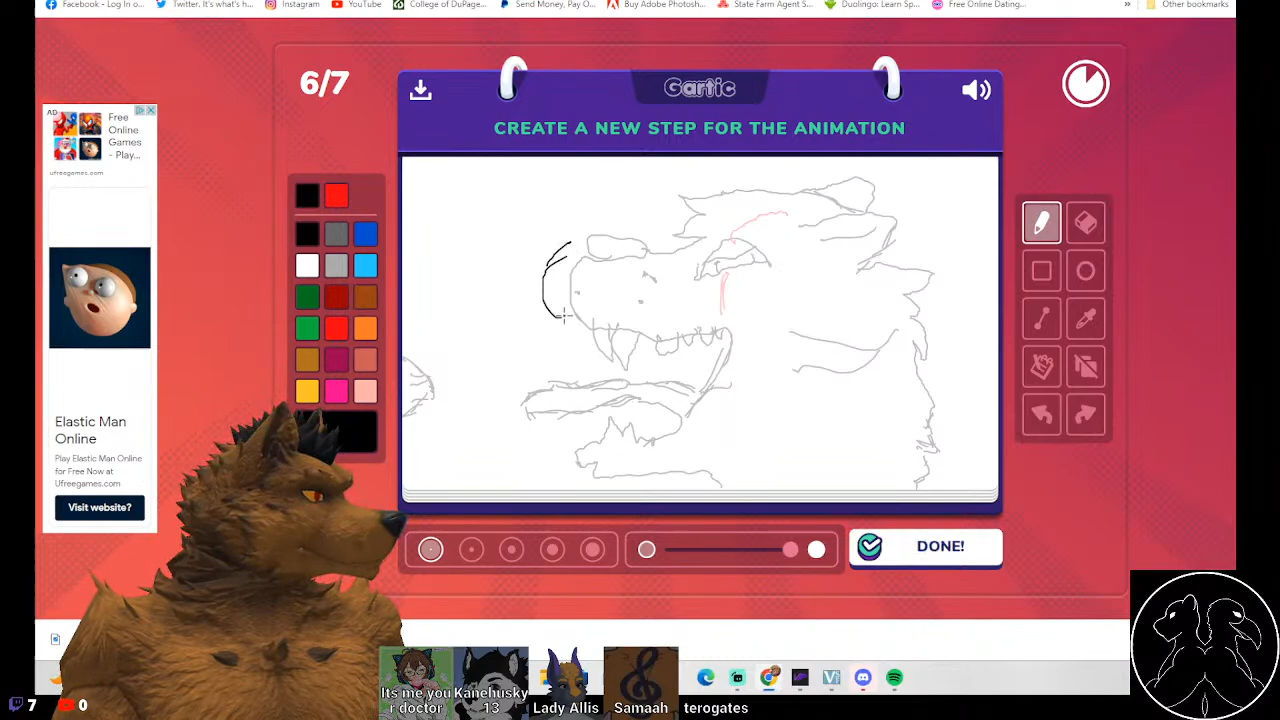 Facebook - Log In o...
Twitter. It's what's h...
Instagram
YouTube
College of DuPage...
Send Money, Pay O...
Buy Adobe Photosh...
State Farm Agent S...
Duolingo: Learn Sp...
Free Online Dating...
»
Other bookmarks
6/7
Gartic
CREATE A NEW STEP FOR THE ANIMATION
AD
Free
Online
Games
- Play...
ufreegames.com
Elastic Man
Online
Play Elastic Man Online
for Free Now at
Ufreegames.com
Visit website?
DONE!
Its me you
r doctor
Kanehusky
13
Lady Allis
Samaah
terogates
7
0